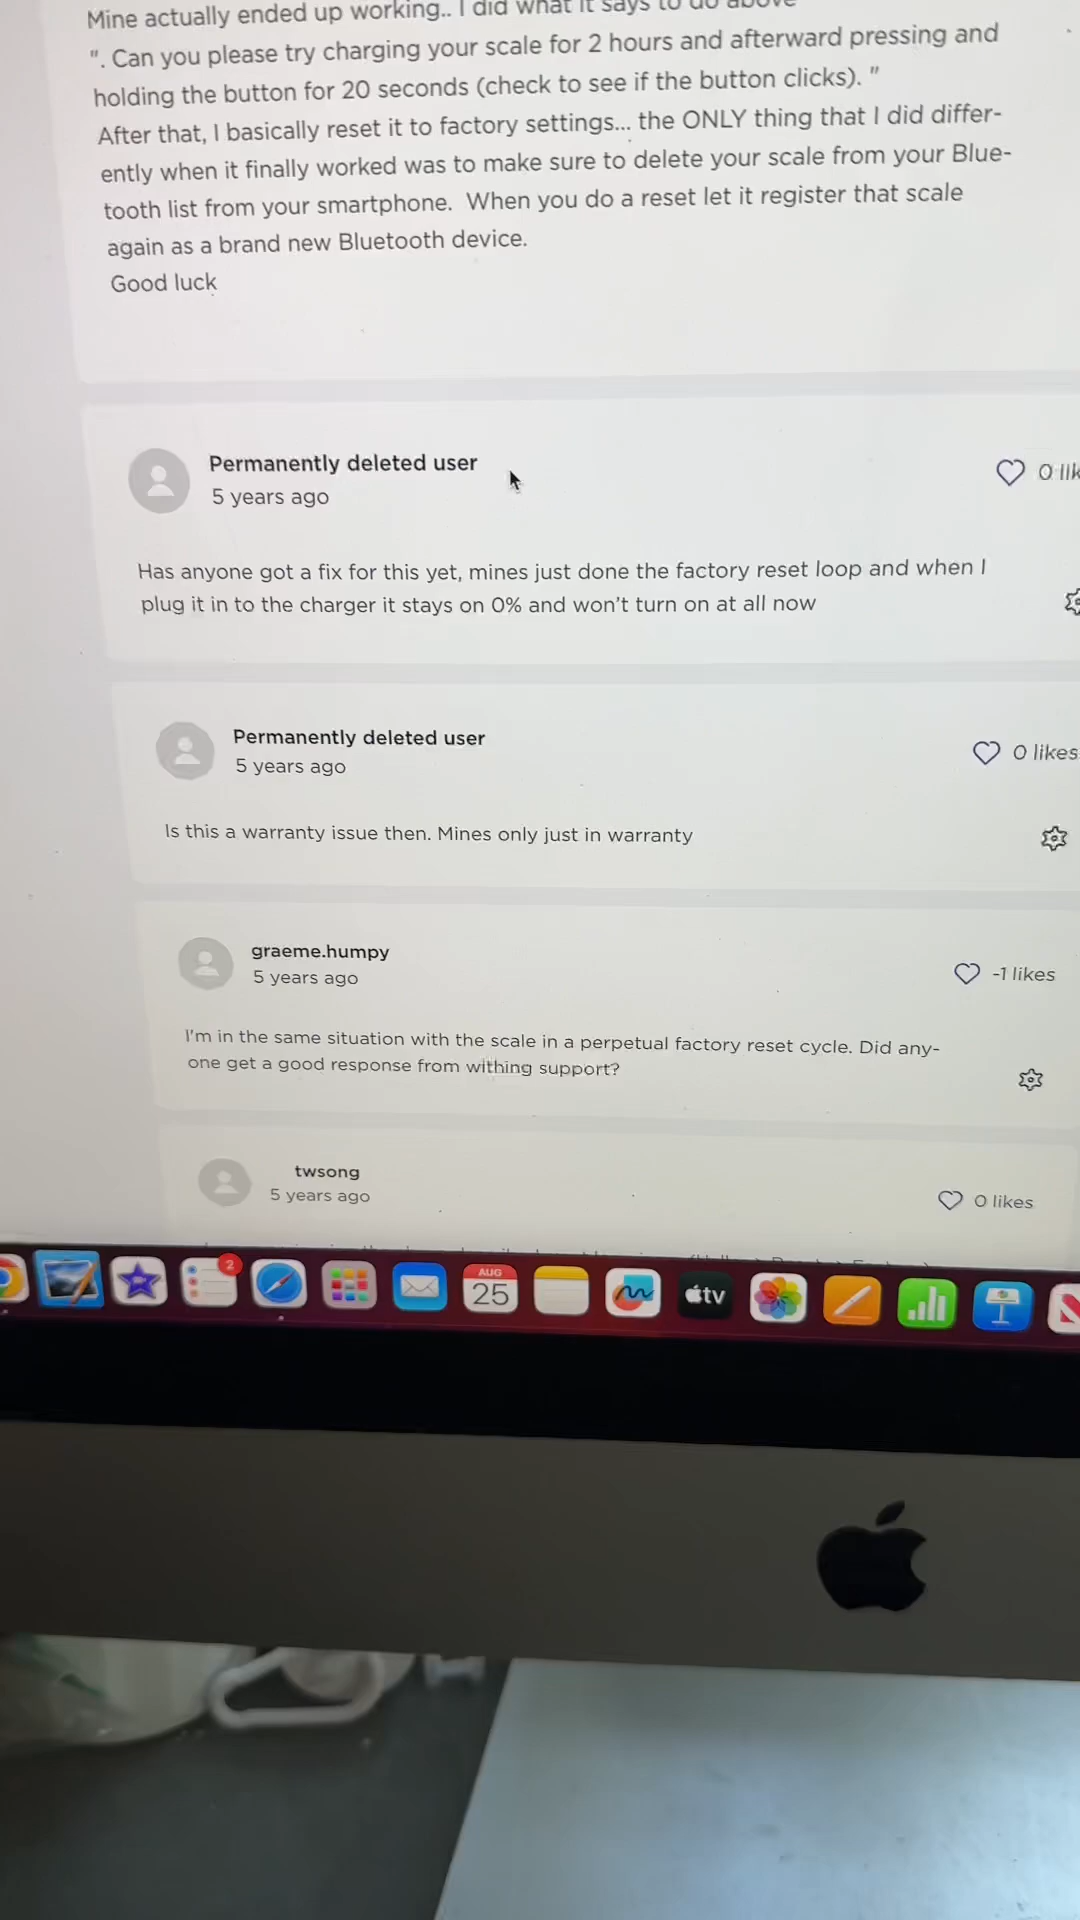 Mine actually ended up working.. I did what it says to do above
". Can you please try charging your scale for 2 hours and afterward pressing and
holding the button for 20 seconds (check to see if the button clicks). "
After that, I basically reset it to factory settings... the ONLY thing that I did differ-
ently when it finally worked was to make sure to delete your scale from your Blue-
tooth list from your smartphone. When you do a reset let it register that scale
again as a brand new Bluetooth device.
Good luck
Permanently deleted user
5 years ago
0 lik
Has anyone got a fix for this yet, mines just done the factory reset loop and when I
plug it in to the charger it stays on 0% and won't turn on at all now
Permanently deleted user
5 years ago
0 likes
Is this a warranty issue then. Mines only just in warranty
graeme.humpy
5 years ago
-1 likes
I'm in the same situation with the scale in a perpetual factory reset cycle. Did any-
one get a good response from withing support?
twsong
5 years ago
0 likes
2
AUG
25
tv